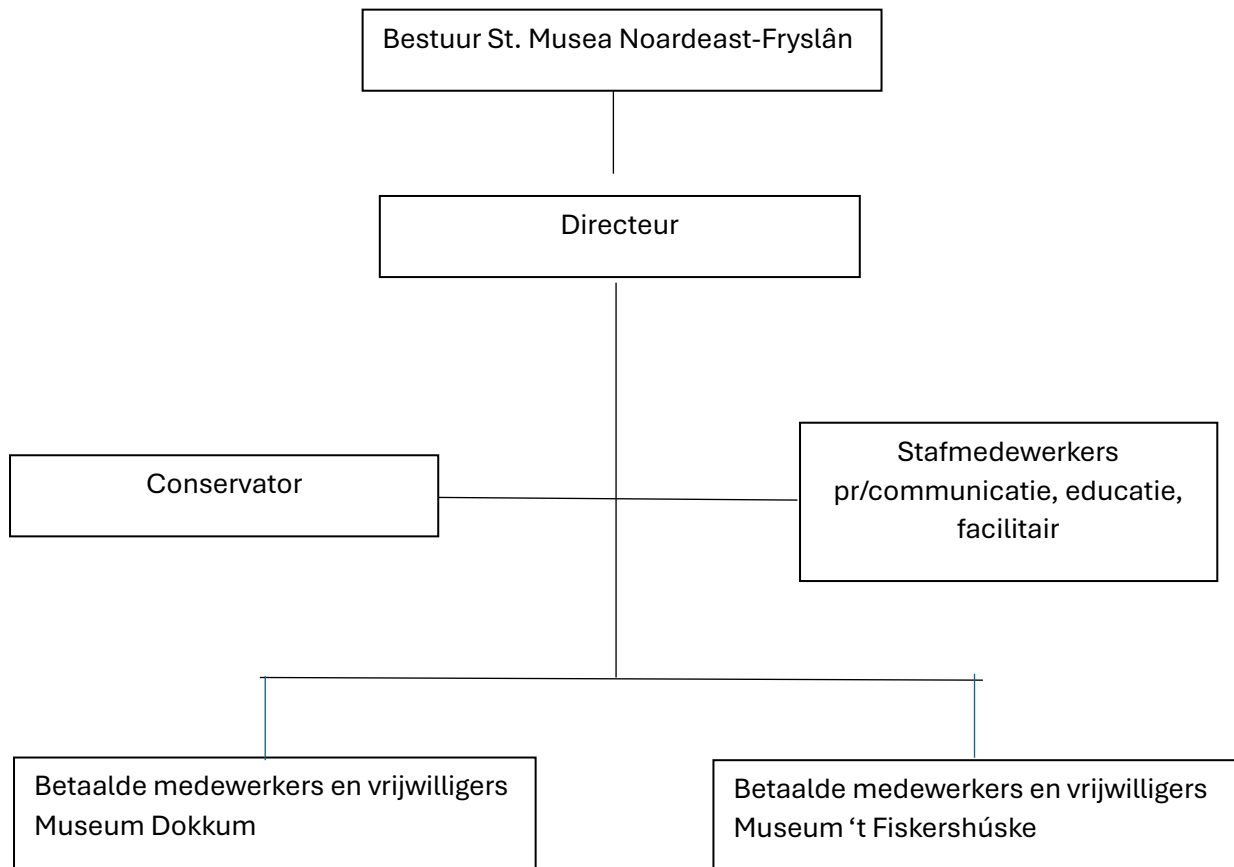 Bestuur St. Musea Noardeast-Fryslân
Directeur
Conservator
Stafmedewerkers
pr/communicatie, educatie,
facilitair
Betaalde medewerkers en vrijwilligers
Museum Dokkum
Betaalde medewerkers en vrijwilligers
Museum ‘t Fiskershúske